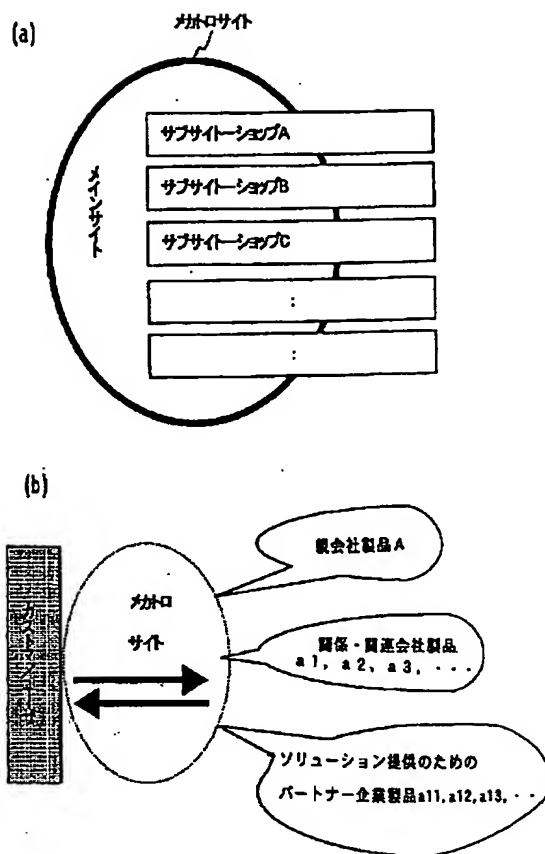 (a)
メカトロサイト
メインサイト
サブサイトーショップA
サブサイトーショップB
サブサイトーショップC
:
:
(b)
メカトロ
サイト
親会社製品A
関係・関連会社製品
a1, a2, a3, ・・・
ソリューション提供のための
パートナー企業製品a11,a12,a13,・・